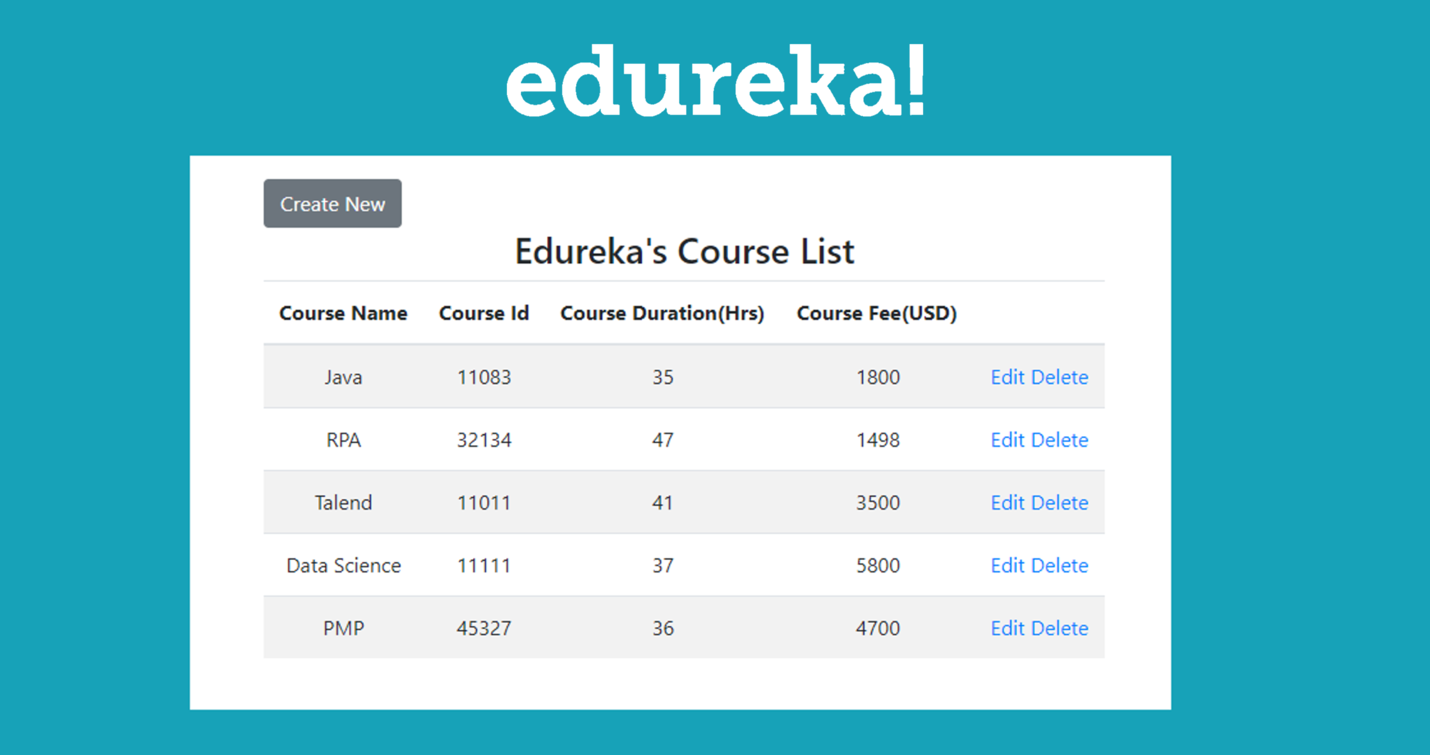 edureka!
Create New
Edureka's Course List
Course Name Course Id Course Duration(Hrs) Course Fee(USD)
Java 11083 35 1800 Edit Delete
RPA 32134 47 1498 Edit Delete
Talend 11011 41 3500 Edit Delete
Data Science 11111 37 5800 Edit Delete
PMP 45327 36 4700 Edit Delete